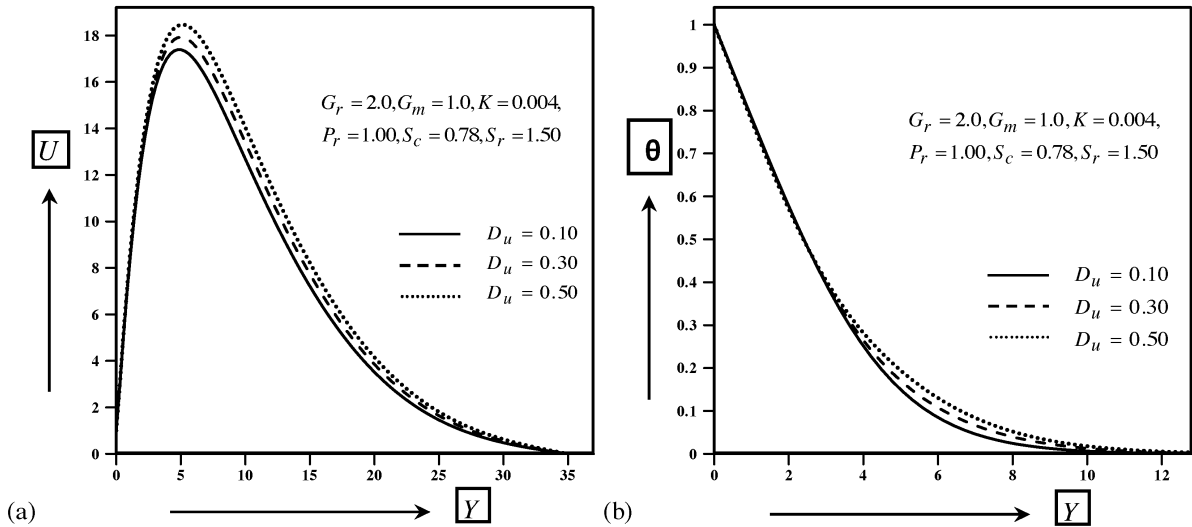 18
16
14
12
10
8
6
4
2
0
U
G_r = 2.0, G_m = 1.0, K = 0.004,
P_r = 1.00, S_c = 0.78, S_r = 1.50
D_u = 0.10
D_u = 0.30
D_u = 0.50
0 5 10 15 20 25 30 35
(a)
Y
1
0.9
0.8
0.7
0.6
0.5
0.4
0.3
0.2
0.1
0
θ
G_r = 2.0, G_m = 1.0, K = 0.004,
P_r = 1.00, S_c = 0.78, S_r = 1.50
D_u = 0.10
D_u = 0.30
D_u = 0.50
0 2 4 6 8 10 12
(b)
Y